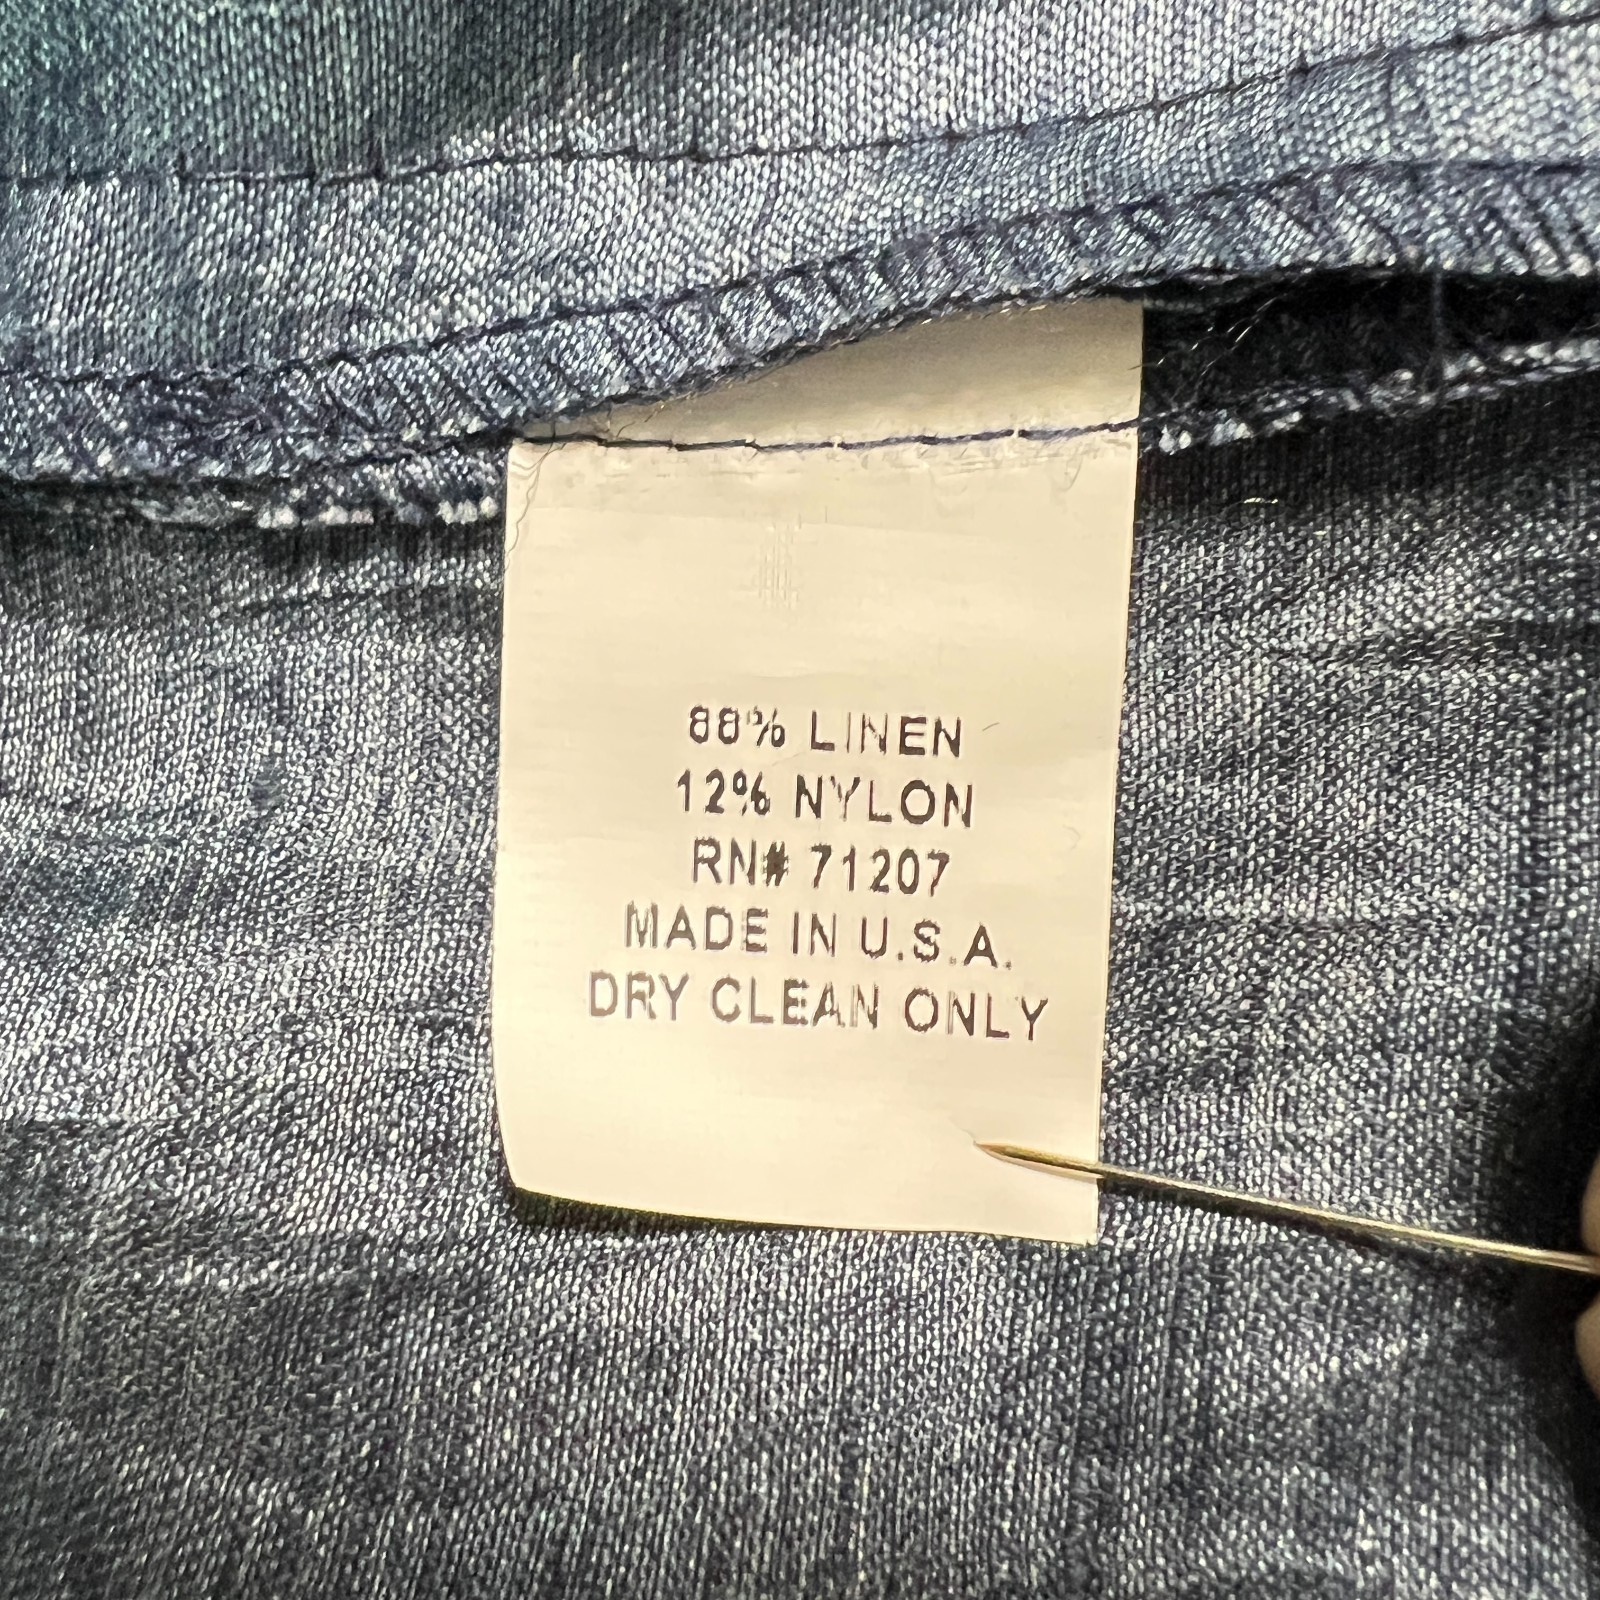 88% LINEN
12% NYLON
RN# 71207
MADE IN U.S.A.
DRY CLEAN ONLY